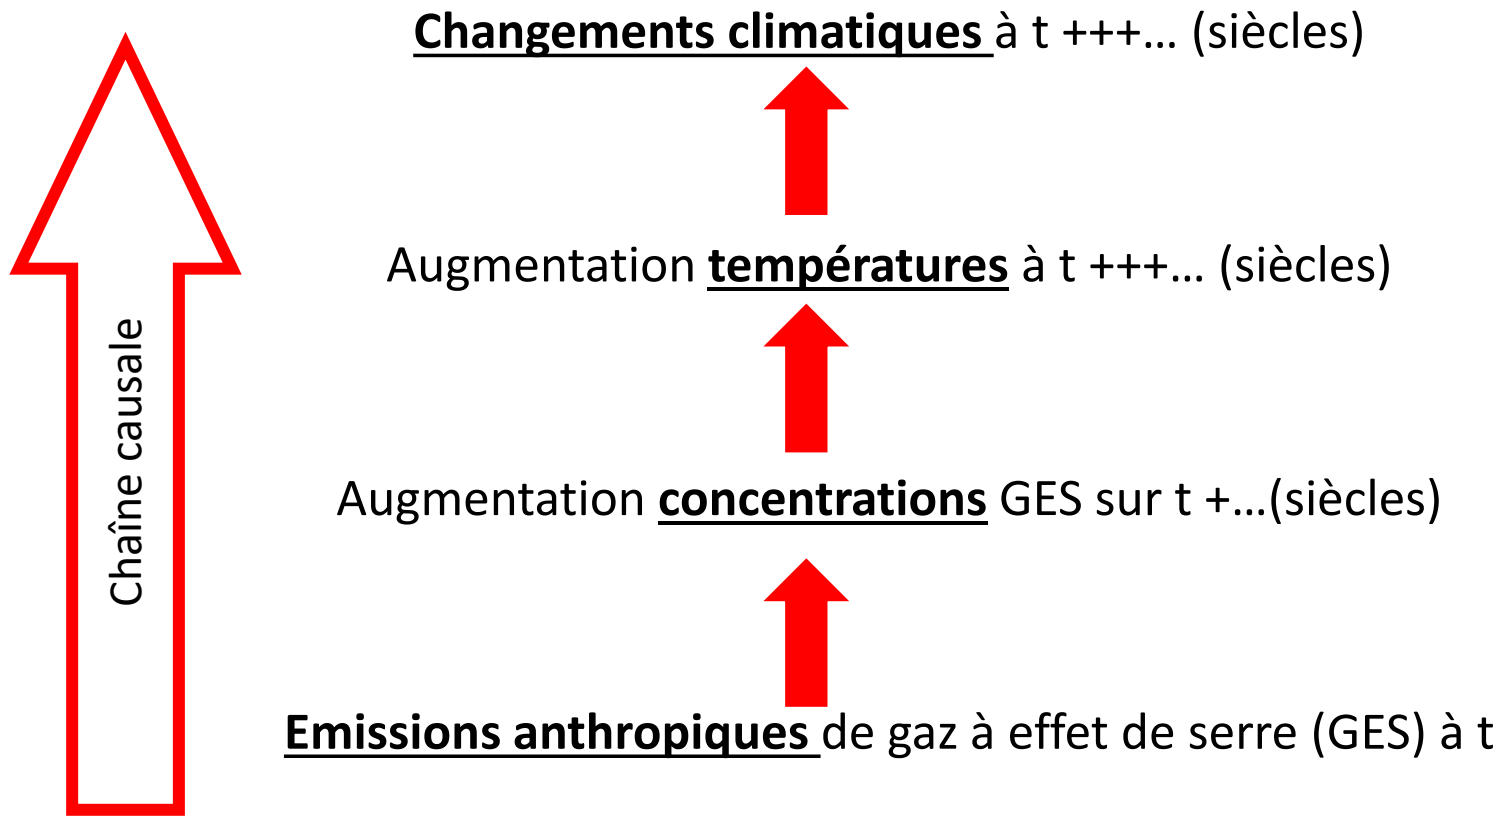 Changements climatiques à t +++... (siècles)
Augmentation températures à t +++... (siècles)
Chaîne causale
Augmentation concentrations GES sur t +...(siècles)
Emissions anthropiques de gaz à effet de serre (GES) à t